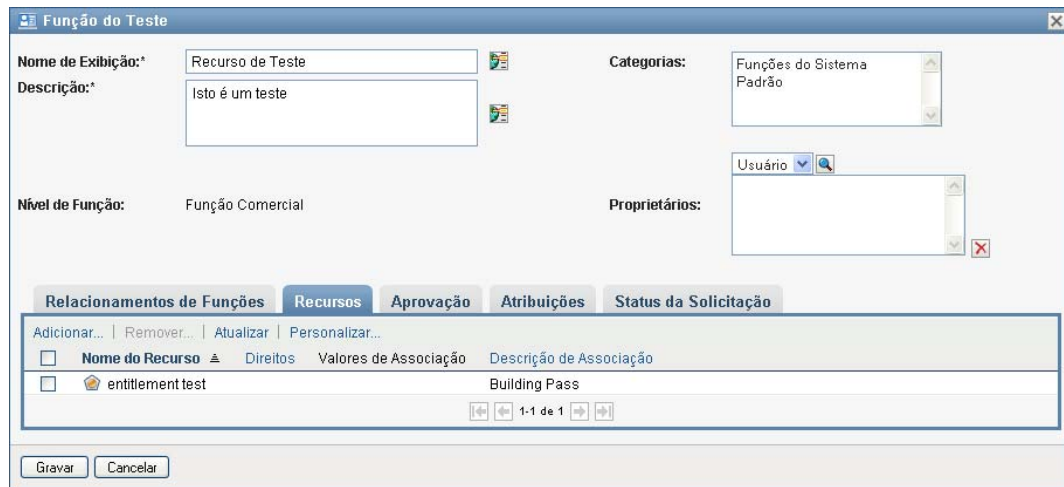 Função do Teste
Nome de Exibição:* Recurso de Teste Categorias: Funções do Sistema
Padrão
Descrição:* Isto é um teste
Usuário
Nível de Função: Função Comercial Proprietários:
Relacionamentos de Funções Recursos Aprovação Atribuições Status da Solicitação
Adicionar... | Remover... | Atualizar | Personalizar...
Nome do Recurso Direitos Valores de Associação Descrição de Associação
entitlement test Building Pass
1-1 de 1
Gravar Cancelar